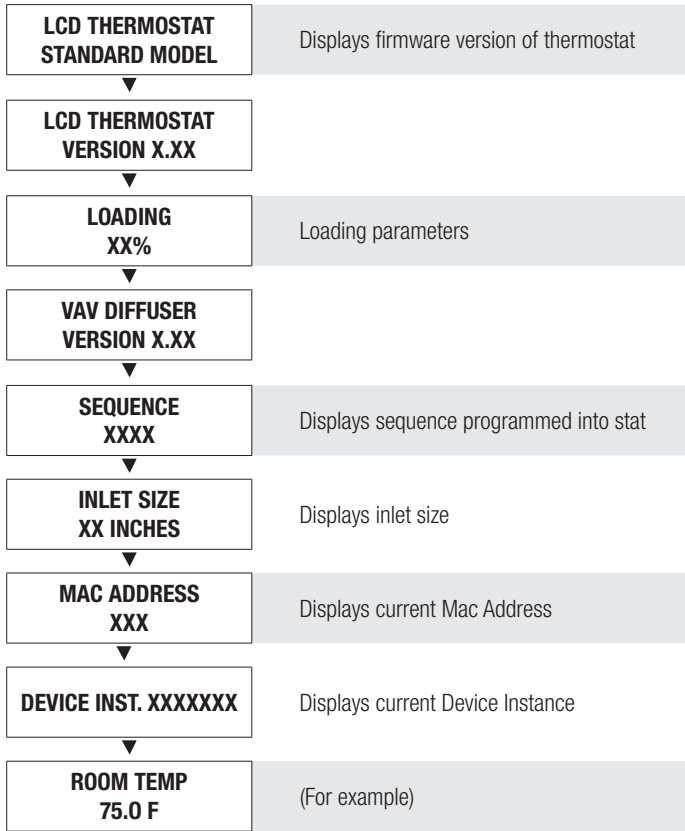 LCD THERMOSTAT
STANDARD MODEL
Displays firmware version of thermostat
LCD THERMOSTAT
VERSION X.XX
LOADING
XX%
Loading parameters
VAV DIFFUSER
VERSION X.XX
SEQUENCE
XXXX
Displays sequence programmed into stat
INLET SIZE
XX INCHES
Displays inlet size
MAC ADDRESS
XXX
Displays current Mac Address
DEVICE INST. XXXXXXX
Displays current Device Instance
ROOM TEMP
75.0 F
(For example)